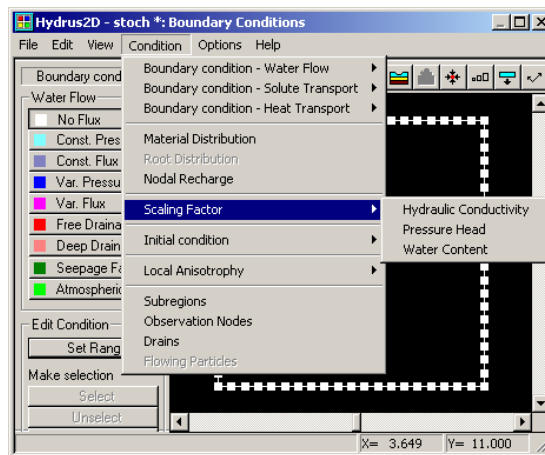 Hydrus2D - stoch *: Boundary Conditions
File Edit View Condition Options Help
Boundary cond
Water Flow
No Flux
Const. Pres
Const. Flux
Var. Pressu
Var. Flux
Free Draina
Deep Drain
Seepage Fa
Atmospheric
Edit Condition
Set Rang
Make selection
Select
Unselect
Boundary condition - Water Flow
Boundary condition - Solute Transport
Boundary condition - Heat Transport
Material Distribution
Root Distribution
Nodal Recharge
Scaling Factor
Initial condition
Local Anisotropy
Subregions
Observation Nodes
Drains
Flowing Particles
Hydraulic Conductivity
Pressure Head
Water Content
X= 3.649 Y= 11.000